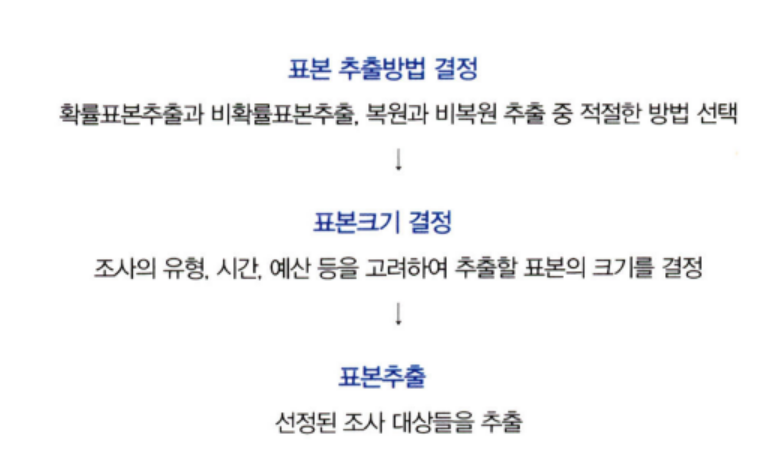 표본 추출방법 결정
확률표본추출과 비확률표본추출, 복원과 비복원 추출 중 적절한 방법 선택
↓
표본크기 결정
조사의 유형, 시간, 예산 등을 고려하여 추출할 표본의 크기를 결정
↓
표본추출
선정된 조사 대상들을 추출